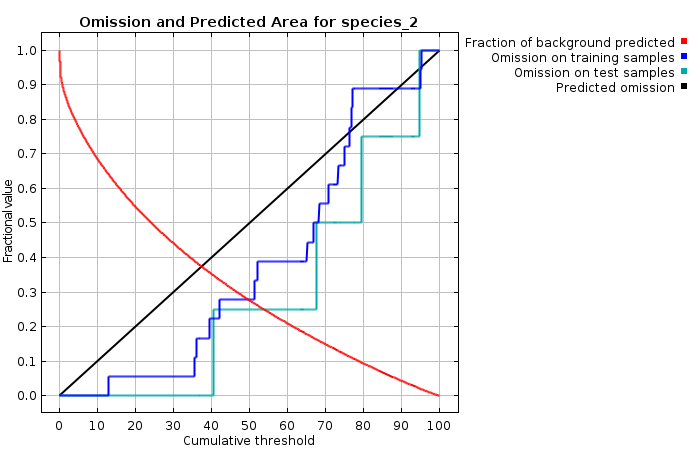 Omission and Predicted Area for species_2
Fraction of background predicted
Omission on training samples
Omission on test samples
Predicted omission
Fractional value
1.0
0.9
0.8
0.7
0.6
0.5
0.4
0.3
0.2
0.1
0.0
0 10 20 30 40 50 60 70 80 90 100
Cumulative threshold